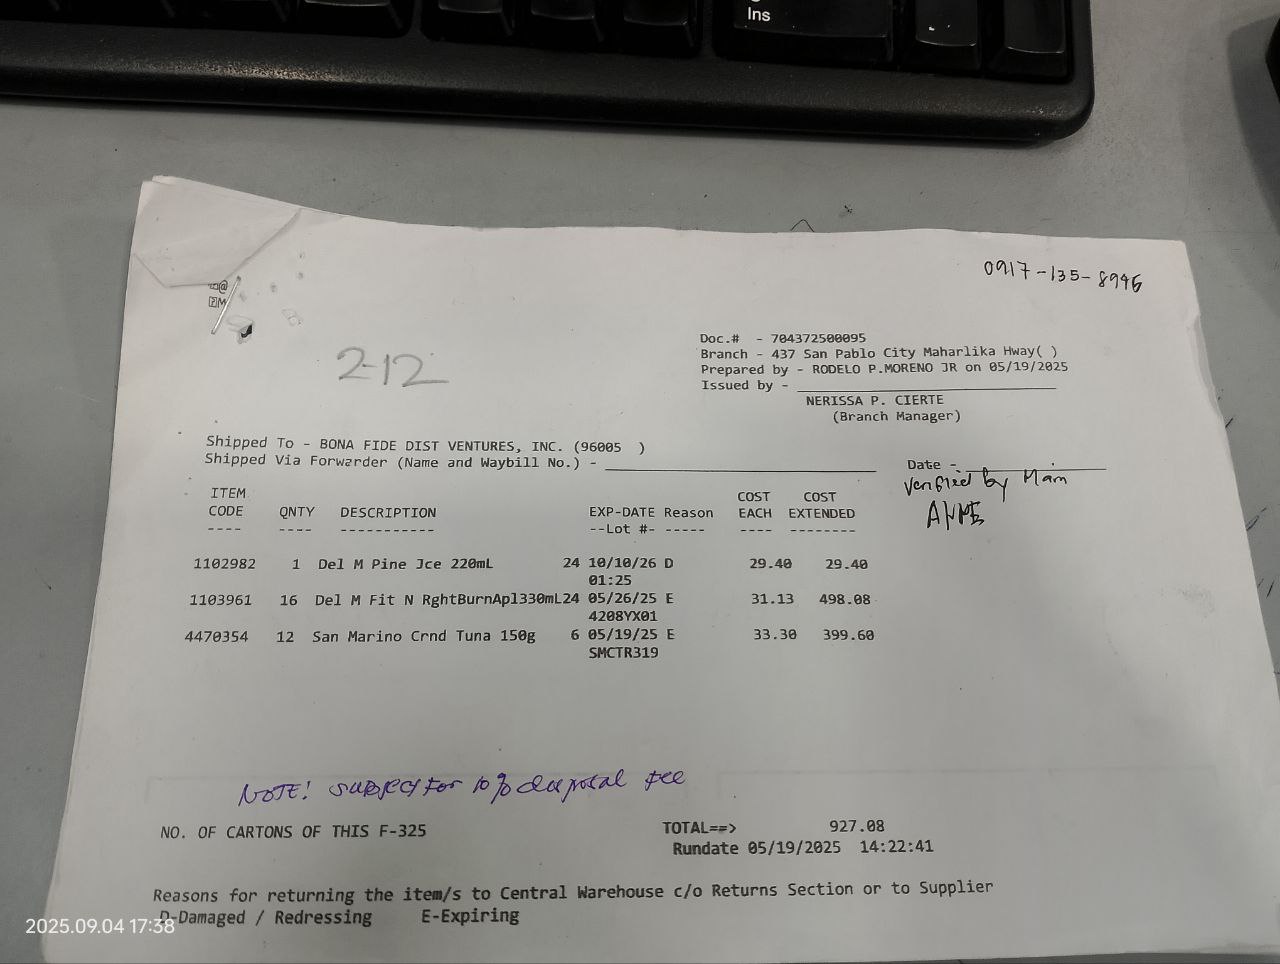 Ins
0917-135-8946
@
M
2-12
Doc.# - 704372500095
Branch - 437 San Pablo City Maharlika Hway( )
Prepared by - RODELO P.MORENO JR on 05/19/2025
Issued by -
NERISSA P. CIERTE
(Branch Manager)
Shipped To - BONA FIDE DIST VENTURES, INC. (96005 )
Shipped Via Forwarder (Name and Waybill No.) -
Date -
Verified by Mam
ITEM CODE QNTY DESCRIPTION EXP-DATE Reason COST EACH COST EXTENDED
---- ---- ----------- --Lot #- ----- ---- --------
1102982 1 Del M Pine Jce 220mL 24 10/10/26 D 29.40 29.40
01:25
1103961 16 Del M Fit N RghtBurnApl330mL24 05/26/25 E 31.13 498.08
4208YX01
4470354 12 San Marino Crnd Tuna 150g 6 05/19/25 E 33.30 399.60
SMCTR319
NOTE! SUBJECT FOR 10% disposal fee
NO. OF CARTONS OF THIS F-325 TOTAL==> 927.08
Rundate 05/19/2025 14:22:41
Reasons for returning the item/s to Central Warehouse c/o Returns Section or to Supplier
D-Damaged / Redressing E-Expiring
2025.09.04 17:38